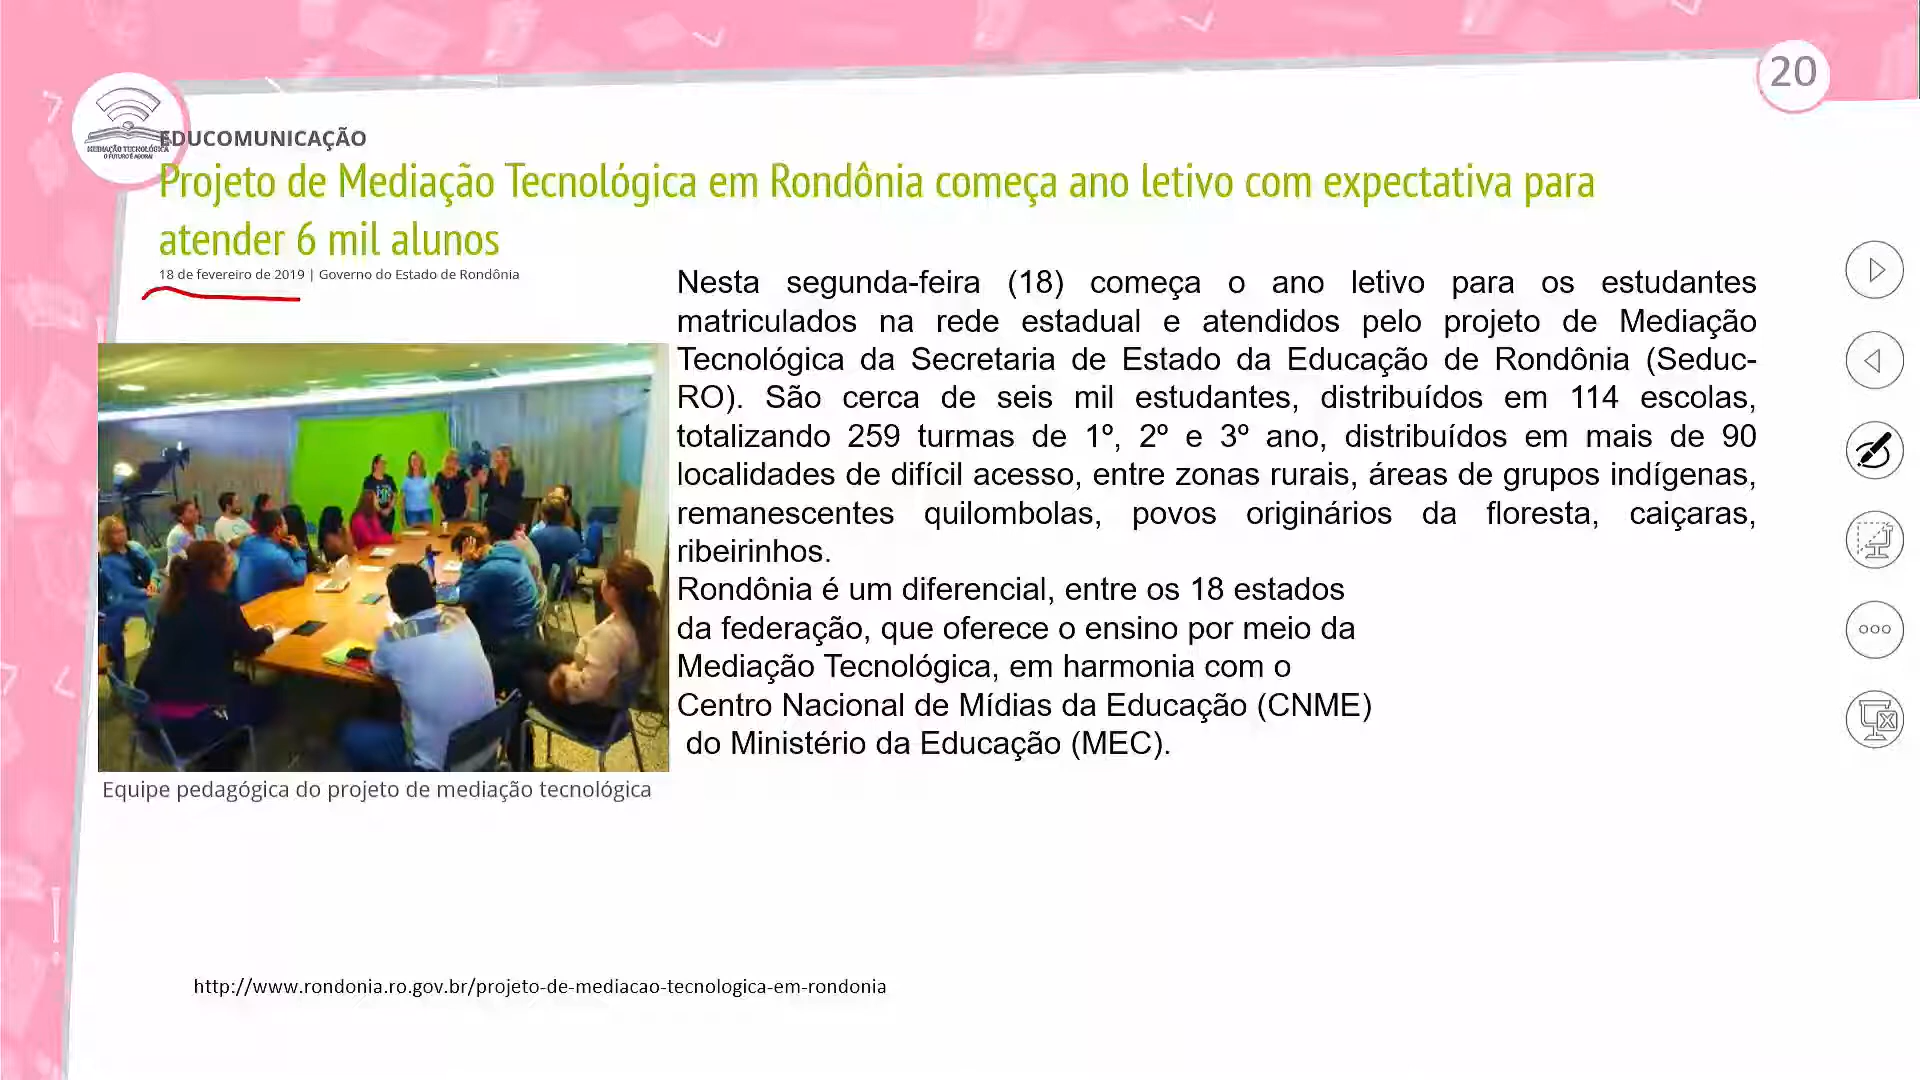 20
MEDIAÇÃO TECNOLÓGICA
O FUTURO É AGORA!
EDUCOMUNICAÇÃO
Projeto de Mediação Tecnológica em Rondônia começa ano letivo com expectativa para
atender 6 mil alunos
18 de fevereiro de 2019 | Governo do Estado de Rondônia
Nesta segunda-feira (18) começa o ano letivo para os estudantes
matriculados na rede estadual e atendidos pelo projeto de Mediação
Tecnológica da Secretaria de Estado da Educação de Rondônia (Seduc-
RO). São cerca de seis mil estudantes, distribuídos em 114 escolas,
totalizando 259 turmas de 1º, 2º e 3º ano, distribuídos em mais de 90
localidades de difícil acesso, entre zonas rurais, áreas de grupos indígenas,
remanescentes quilombolas, povos originários da floresta, caiçaras,
ribeirinhos.
Rondônia é um diferencial, entre os 18 estados
da federação, que oferece o ensino por meio da
Mediação Tecnológica, em harmonia com o
Centro Nacional de Mídias da Educação (CNME)
do Ministério da Educação (MEC).
Equipe pedagógica do projeto de mediação tecnológica
http://www.rondonia.ro.gov.br/projeto-de-mediacao-tecnologica-em-rondonia